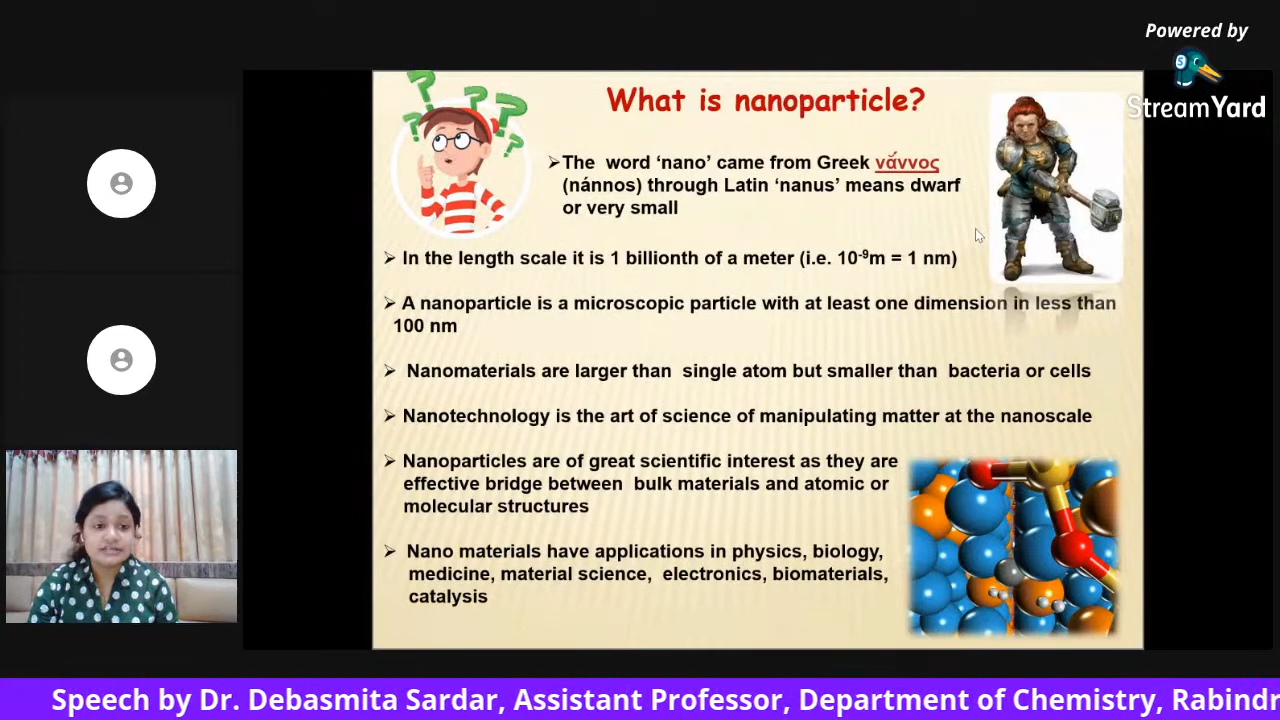 Powered by
StreamYard
What is nanoparticle?
➢The word ‘nano’ came from Greek νᾰ́ννος
(nánnos) through Latin ‘nanus’ means dwarf
or very small
➢ In the length scale it is 1 billionth of a meter (i.e. 10⁻⁹m = 1 nm)
➢ A nanoparticle is a microscopic particle with at least one dimension in less than
100 nm
➢ Nanomaterials are larger than single atom but smaller than bacteria or cells
➢ Nanotechnology is the art of science of manipulating matter at the nanoscale
➢ Nanoparticles are of great scientific interest as they are
effective bridge between bulk materials and atomic or
molecular structures
➢ Nano materials have applications in physics, biology,
medicine, material science, electronics, biomaterials,
catalysis
Speech by Dr. Debasmita Sardar, Assistant Professor, Department of Chemistry,